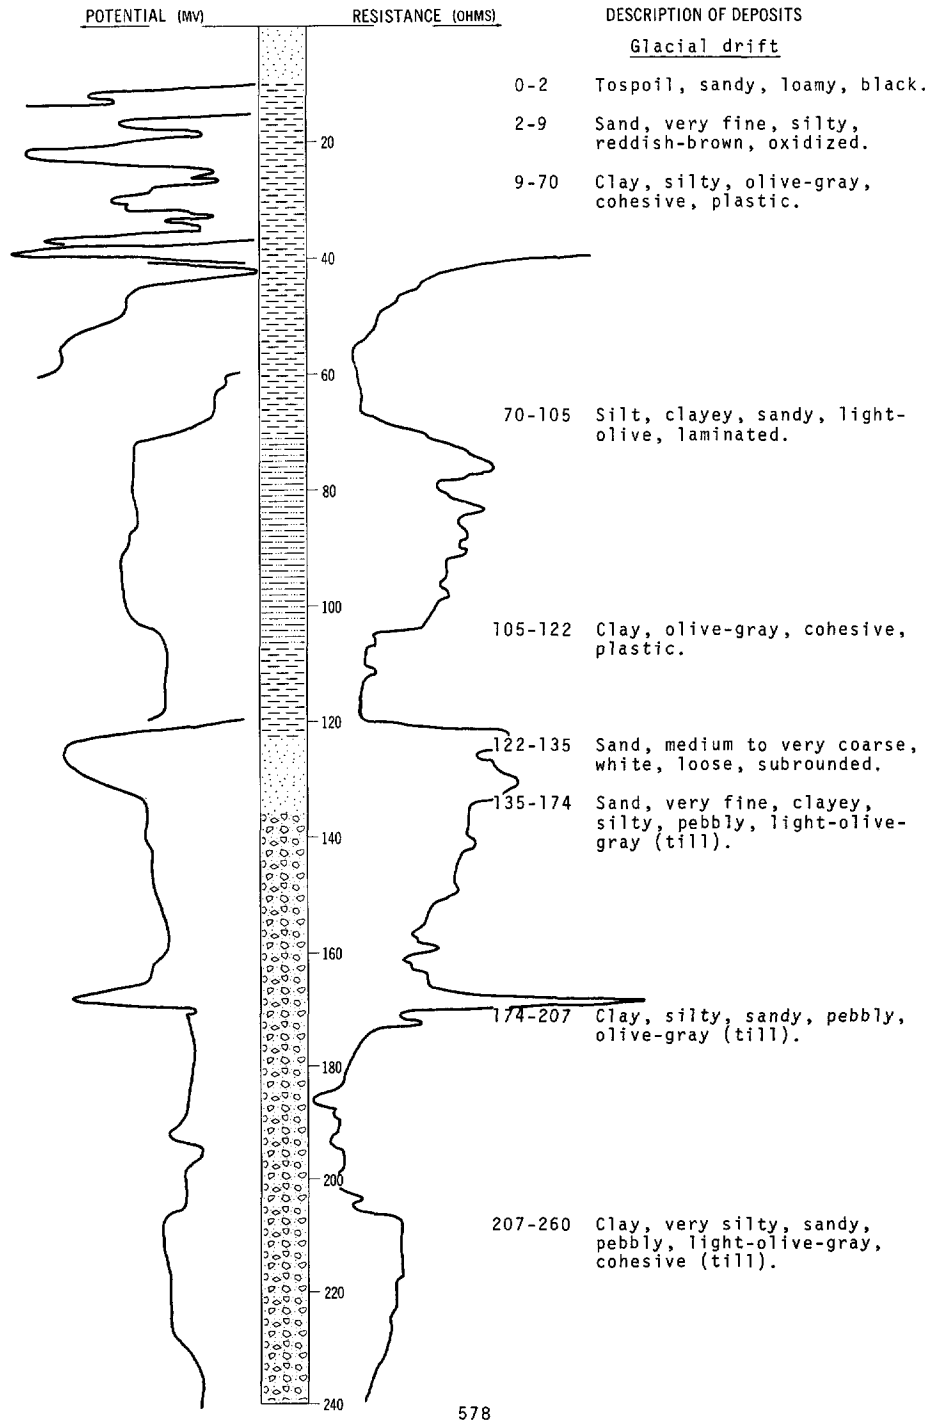 POTENTIAL (MV) RESISTANCE (OHMS) DESCRIPTION OF DEPOSITS
Glacial drift
0-2 Tospoil, sandy, loamy, black.
2-9 Sand, very fine, silty,
reddish-brown, oxidized.
20
9-70 Clay, silty, olive-gray,
cohesive, plastic.
40
60
70-105 Silt, clayey, sandy, light-
olive, laminated.
80
100
105-122 Clay, olive-gray, cohesive,
plastic.
120
122-135 Sand, medium to very coarse,
white, loose, subrounded.
135-174 Sand, very fine, clayey,
silty, pebbly, light-olive-
gray (till).
140
160
174-207 Clay, silty, sandy, pebbly,
olive-gray (till).
180
200
207-260 Clay, very silty, sandy,
pebbly, light-olive-gray,
cohesive (till).
220
240
578